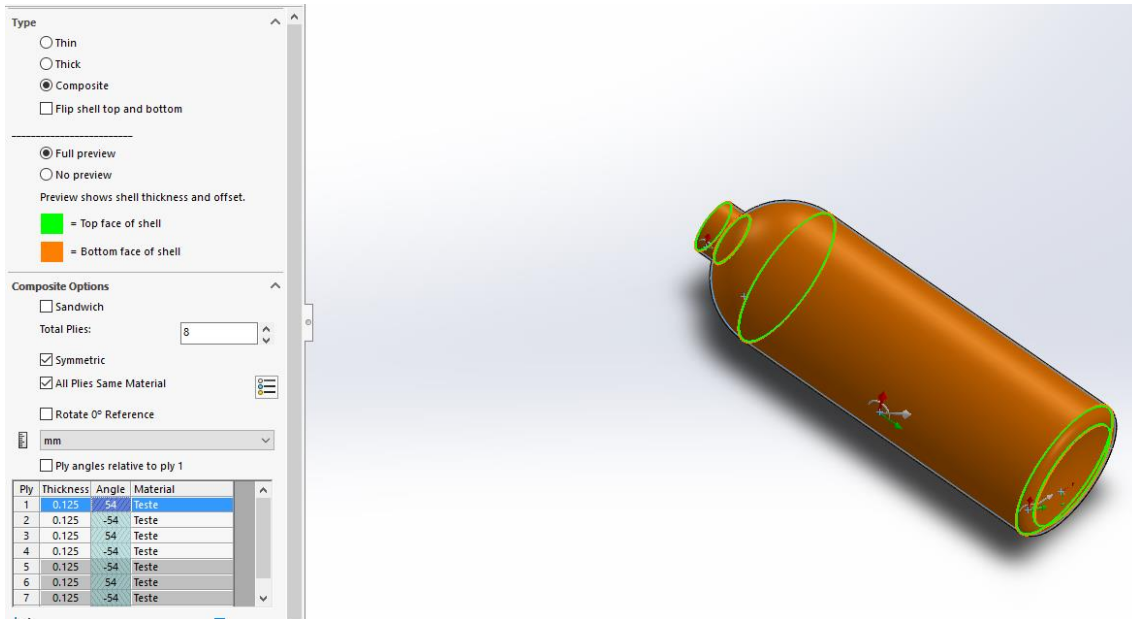 Type
Thin
Thick
Composite
Flip shell top and bottom
Full preview
No preview
Preview shows shell thickness and offset.
= Top face of shell
= Bottom face of shell
Composite Options
Sandwich
Total Plies: 8
Symmetric
All Plies Same Material
Rotate 0º Reference
mm
Ply angles relative to ply 1
Ply Thickness Angle Material
1 0.125 54 Teste
2 0.125 -54 Teste
3 0.125 54 Teste
4 0.125 -54 Teste
5 0.125 -54 Teste
6 0.125 54 Teste
7 0.125 -54 Teste